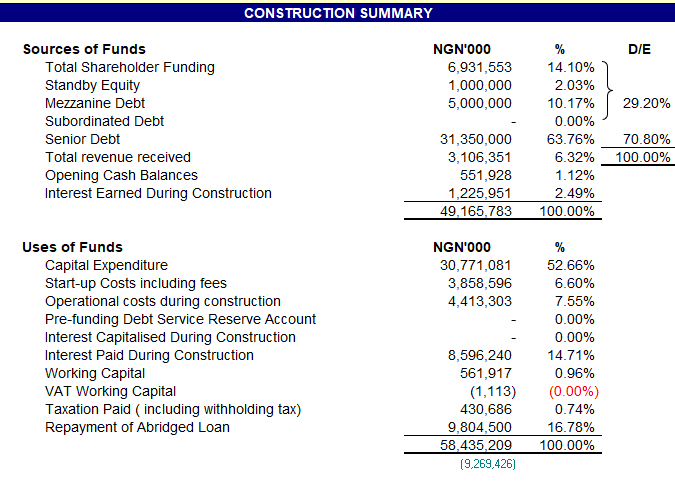 CONSTRUCTION SUMMARY
Sources of Funds NGN'000 % D/E
Total Shareholder Funding 6,931,553 14.10%
Standby Equity 1,000,000 2.03%
Mezzanine Debt 5,000,000 10.17% 29.20%
Subordinated Debt - 0.00%
Senior Debt 31,350,000 63.76% 70.80%
Total revenue received 3,106,351 6.32% 100.00%
Opening Cash Balances 551,928 1.12%
Interest Earned During Construction 1,225,951 2.49%
49,165,783 100.00%
Uses of Funds NGN'000 %
Capital Expenditure 30,771,081 52.66%
Start-up Costs including fees 3,858,596 6.60%
Operational costs during construction 4,413,303 7.55%
Pre-funding Debt Service Reserve Account - 0.00%
Interest Capitalised During Construction - 0.00%
Interest Paid During Construction 8,596,240 14.71%
Working Capital 561,917 0.96%
VAT Working Capital (1,113) (0.00%)
Taxation Paid ( including withholding tax) 430,686 0.74%
Repayment of Abridged Loan 9,804,500 16.78%
58,435,209 100.00%
(9,269,426)